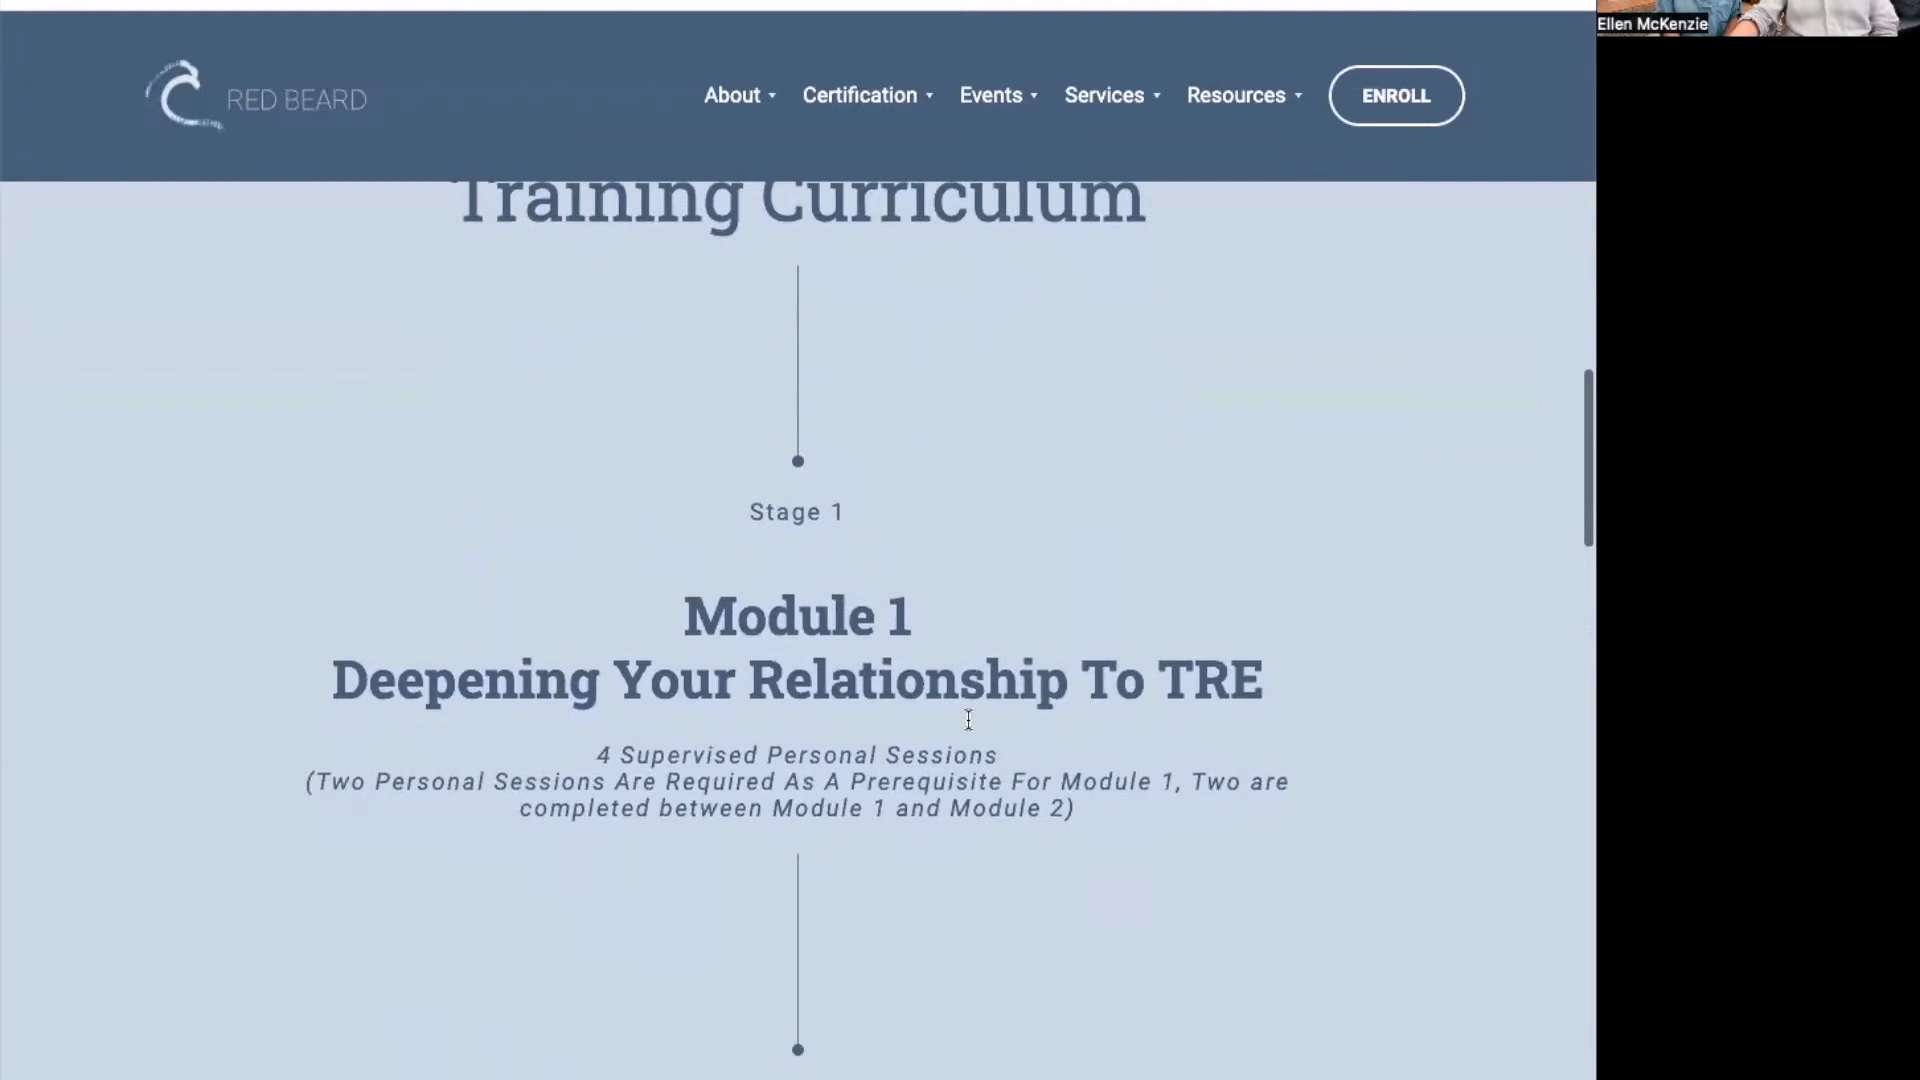 Ellen McKenzie
RED BEARD
About
Certification
Events
Services
Resources
ENROLL
Training Curriculum
Stage 1
Module 1
Deepening Your Relationship To TRE
4 Supervised Personal Sessions
(Two Personal Sessions Are Required As A Prerequisite For Module 1, Two are
completed between Module 1 and Module 2)